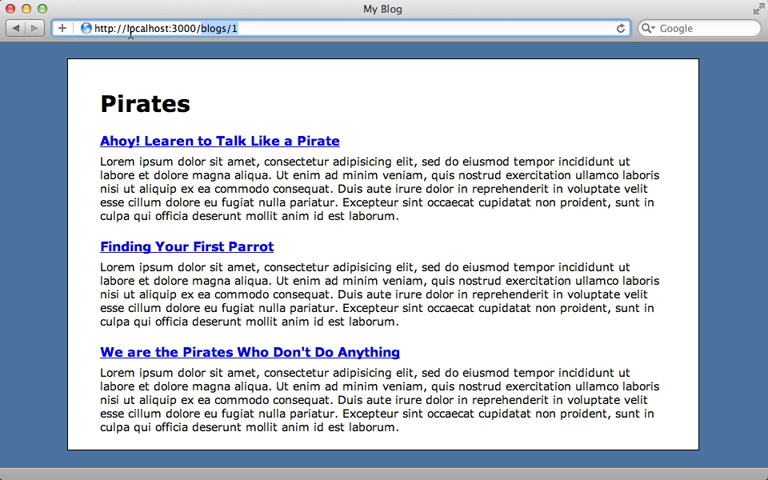 My Blog
http://localhost:3000/blogs/1
Google
Pirates
Ahoy! Learen to Talk Like a Pirate
Lorem ipsum dolor sit amet, consectetur adipisicing elit, sed do eiusmod tempor incididunt ut
labore et dolore magna aliqua. Ut enim ad minim veniam, quis nostrud exercitation ullamco laboris
nisi ut aliquip ex ea commodo consequat. Duis aute irure dolor in reprehenderit in voluptate velit
esse cillum dolore eu fugiat nulla pariatur. Excepteur sint occaecat cupidatat non proident, sunt in
culpa qui officia deserunt mollit anim id est laborum.
Finding Your First Parrot
Lorem ipsum dolor sit amet, consectetur adipisicing elit, sed do eiusmod tempor incididunt ut
labore et dolore magna aliqua. Ut enim ad minim veniam, quis nostrud exercitation ullamco laboris
nisi ut aliquip ex ea commodo consequat. Duis aute irure dolor in reprehenderit in voluptate velit
esse cillum dolore eu fugiat nulla pariatur. Excepteur sint occaecat cupidatat non proident, sunt in
culpa qui officia deserunt mollit anim id est laborum.
We are the Pirates Who Don't Do Anything
Lorem ipsum dolor sit amet, consectetur adipisicing elit, sed do eiusmod tempor incididunt ut
labore et dolore magna aliqua. Ut enim ad minim veniam, quis nostrud exercitation ullamco laboris
nisi ut aliquip ex ea commodo consequat. Duis aute irure dolor in reprehenderit in voluptate velit
esse cillum dolore eu fugiat nulla pariatur. Excepteur sint occaecat cupidatat non proident, sunt in
culpa qui officia deserunt mollit anim id est laborum.